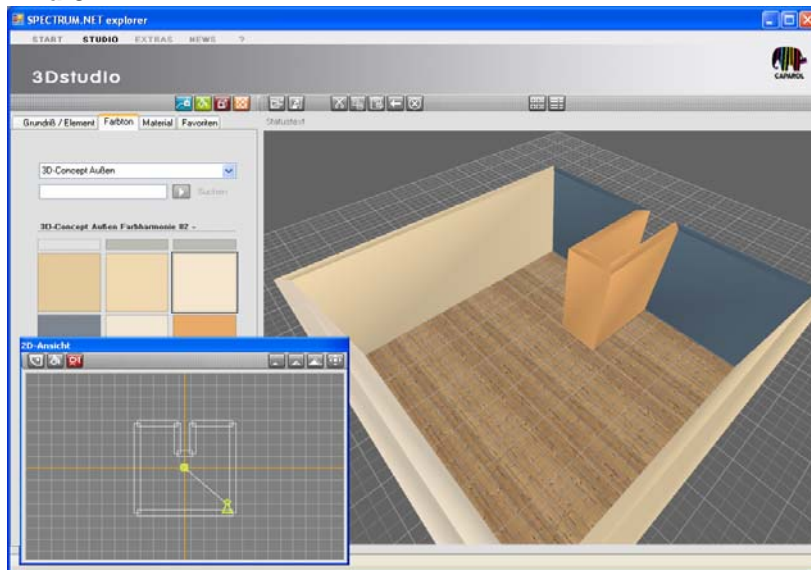 SPECTRUM.NET explorer
START STUDIO EXTRAS NEWS ?
3Dstudio
CAPAROL
Grundriß / Element Farbton Material Favoriten
Statustext
3D-Concept Außen
Suchen
3D-Concept Außen Farbharmonie 02 -
2D-Ansicht